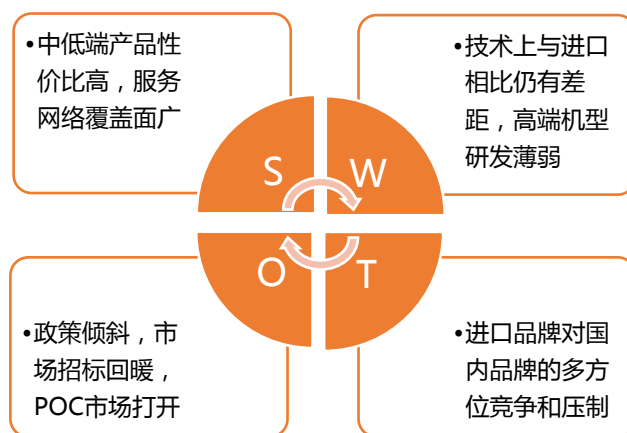 •中低端产品性
价比高，服务
网络覆盖面广
•技术上与进口
相比仍有差
距，高端机型
研发薄弱
S
W
O
T
•政策倾斜，市
场招标回暖，
POC市场打开
•进口品牌对国
内品牌的多方
位竞争和压制